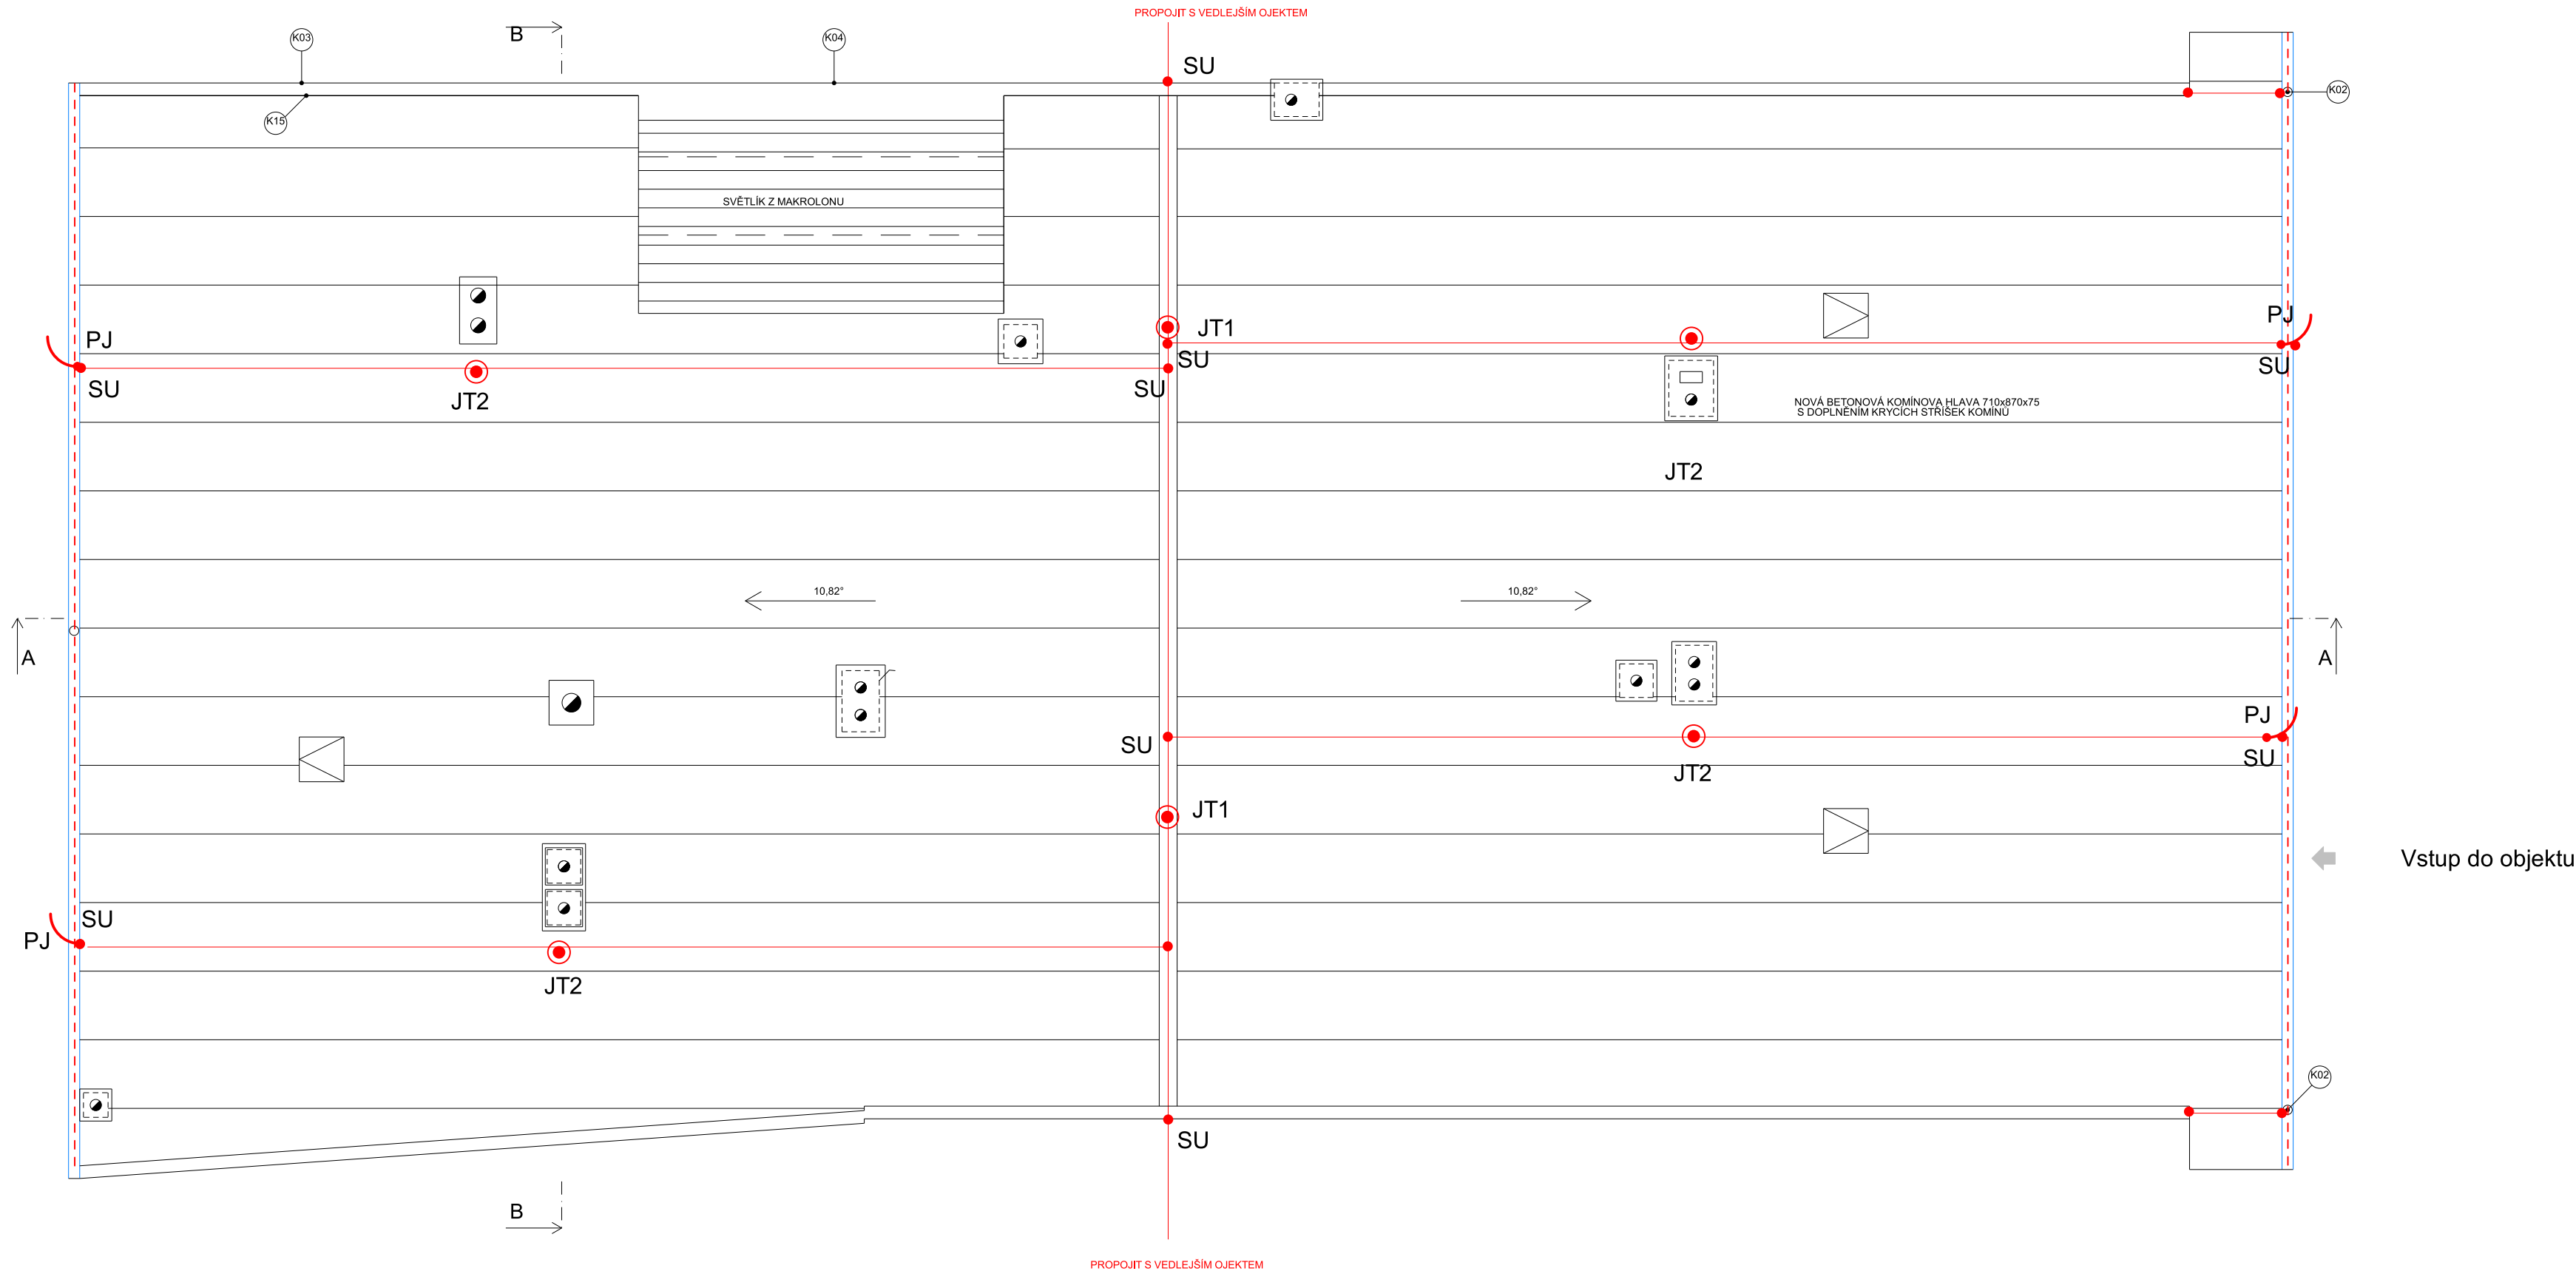 PROPOJIT S VEDLEJŠÍM OJEKTEM
B
K03
K04
SU
K02
K15
SVĚTLÍK Z MAKROLONU
PJ
JT1
PJ
SU
SU
SU
SU
JT2
NOVÁ BETONOVÁ KOMÍNOVA HLAVA 710x870x75
S DOPLNĚNÍM KRYCÍCH STŘÍŠEK KOMÍNŮ
JT2
10,82°
10,82°
A
A
PJ
SU
SU
JT2
JT1
Vstup do objektu
SU
PJ
JT2
K02
SU
B
PROPOJIT S VEDLEJŠÍM OJEKTEM